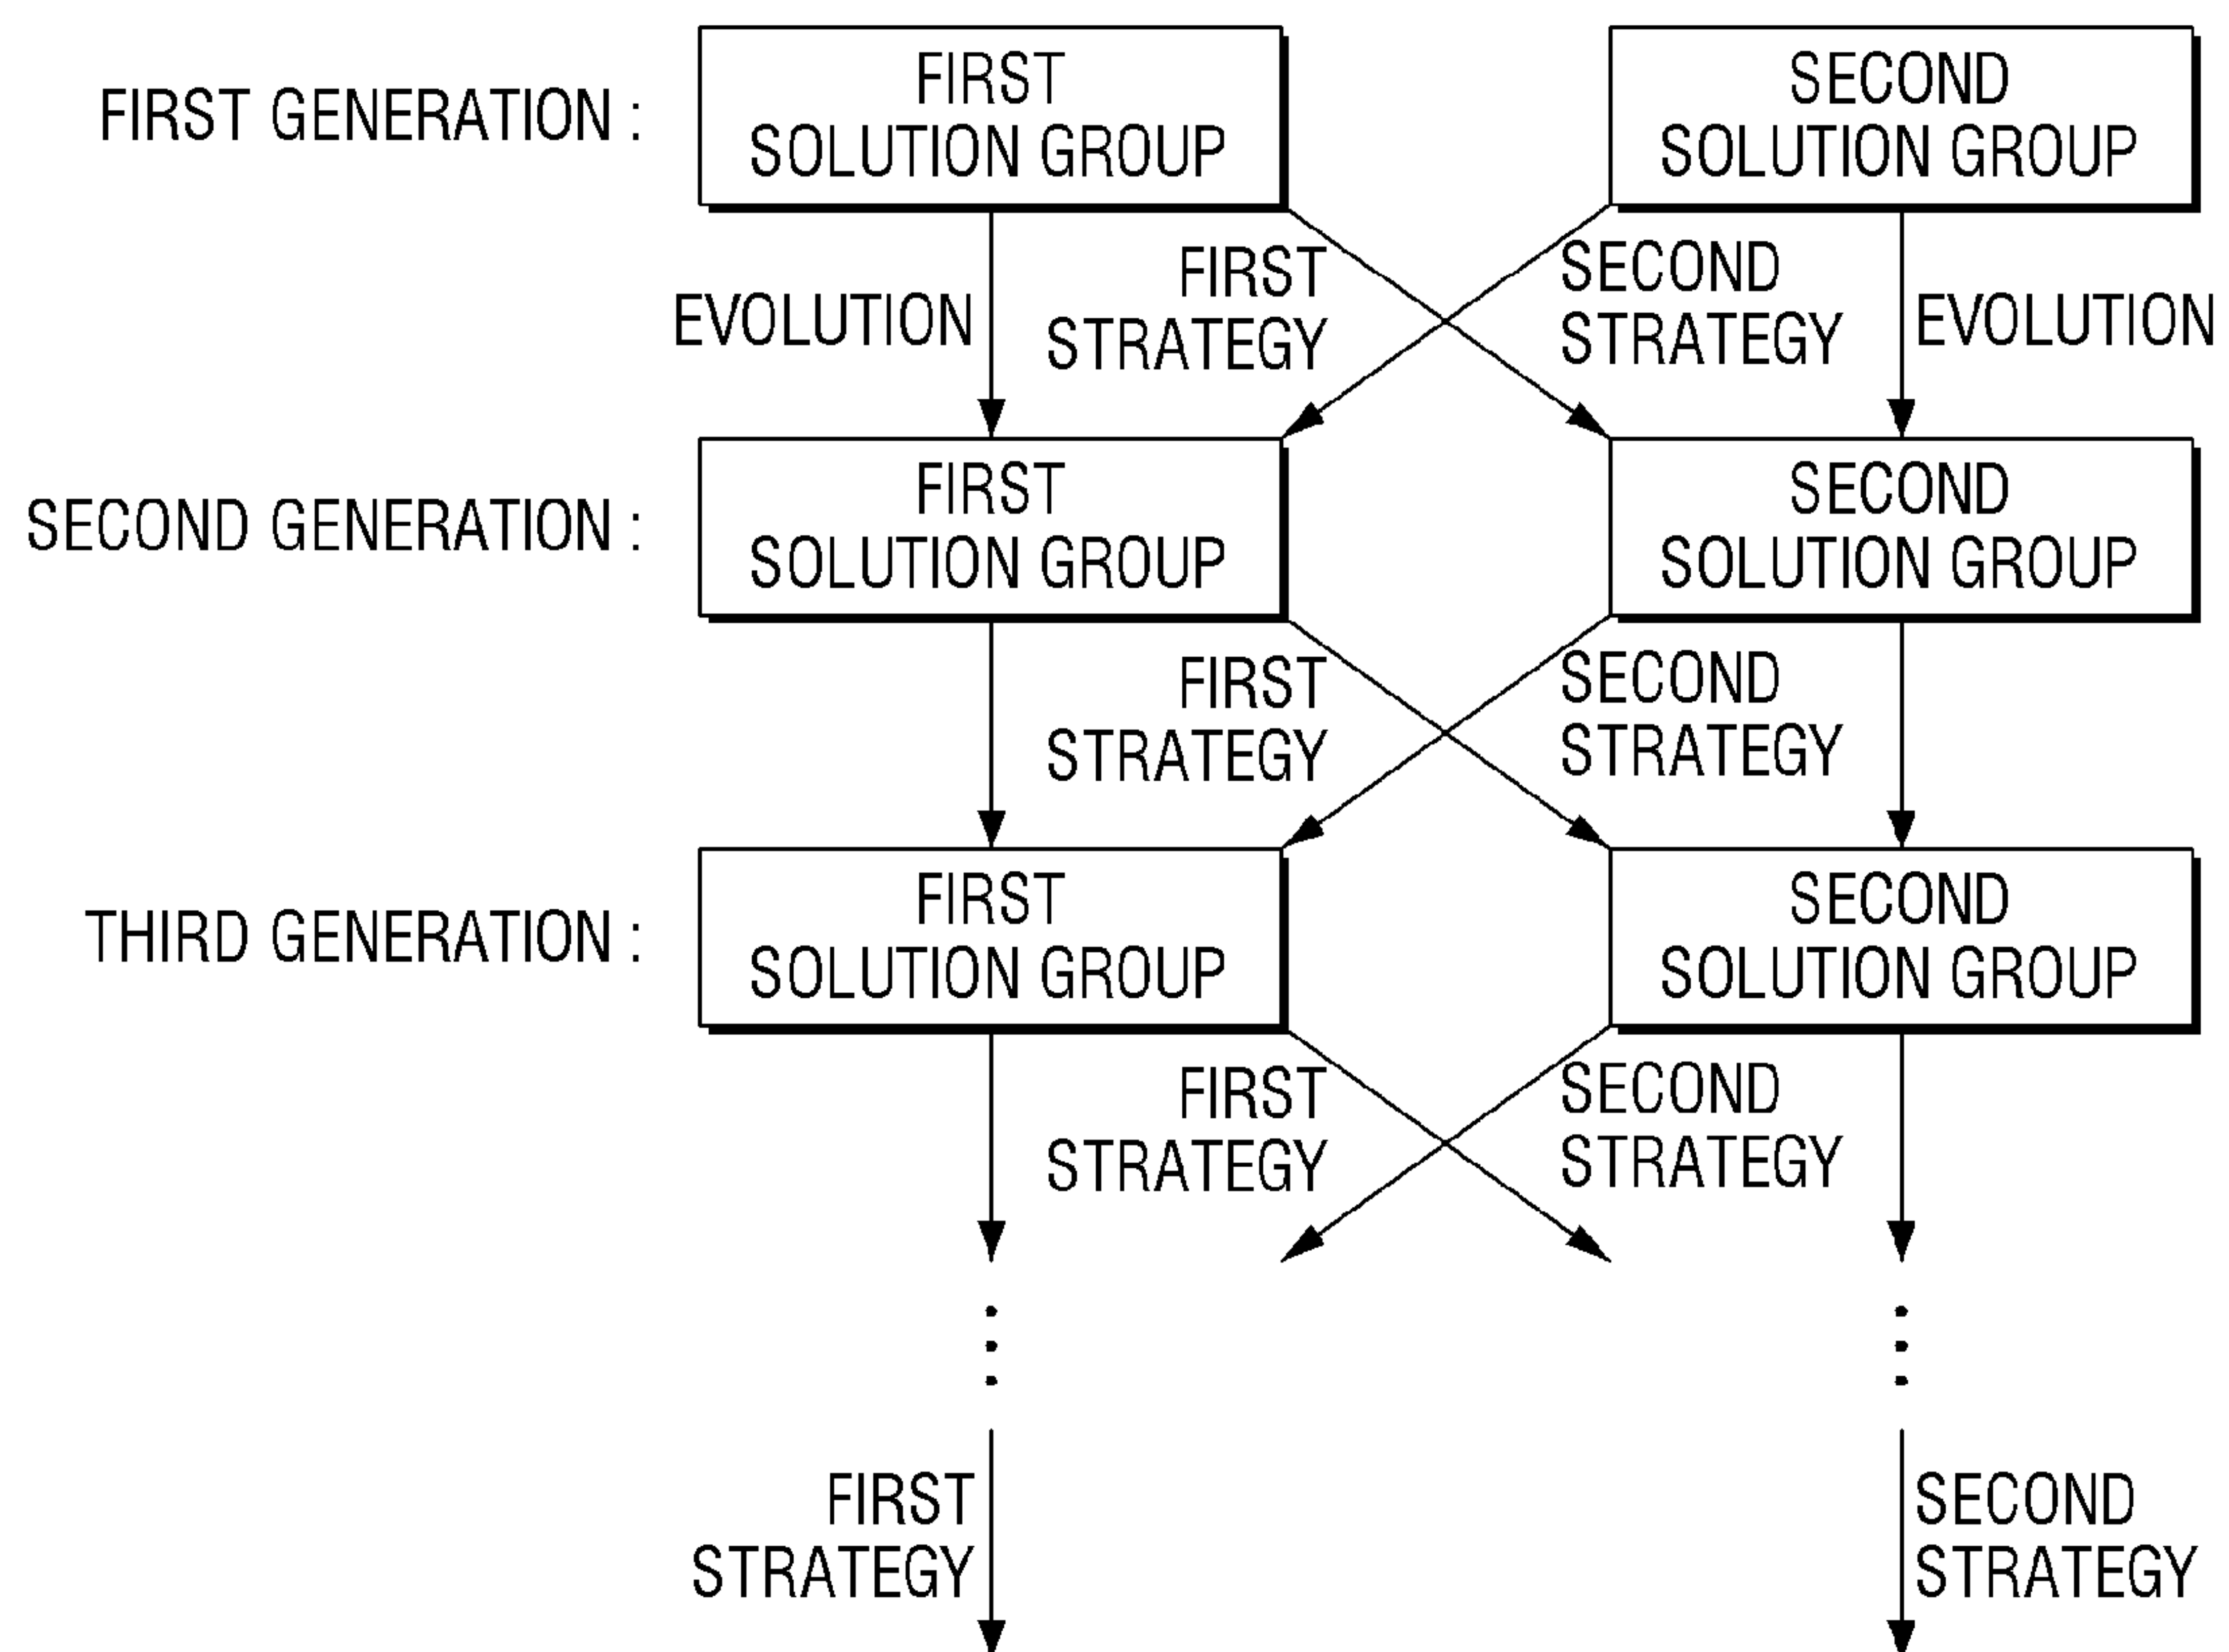 FIRST GENERATION :
FIRST
SOLUTION GROUP
SECOND
SOLUTION GROUP
EVOLUTION
FIRST
STRATEGY
SECOND
STRATEGY
EVOLUTION
SECOND GENERATION :
FIRST
SOLUTION GROUP
SECOND
SOLUTION GROUP
FIRST
STRATEGY
SECOND
STRATEGY
THIRD GENERATION :
FIRST
SOLUTION GROUP
SECOND
SOLUTION GROUP
FIRST
STRATEGY
SECOND
STRATEGY
FIRST
STRATEGY
SECOND
STRATEGY